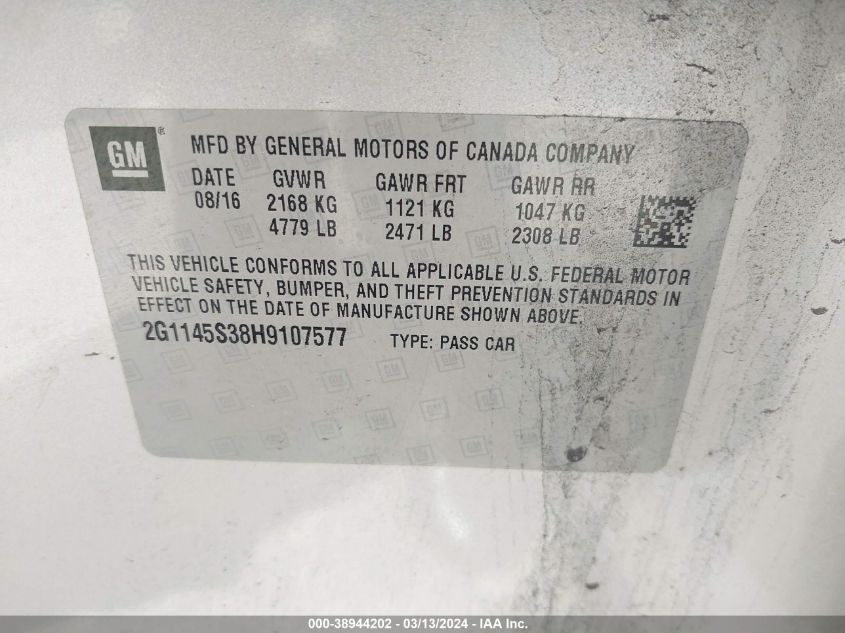 GM ® MFD BY GENERAL MOTORS OF CANADA COMPANY
DATE GVWR GAWR FRT GAWR RR
08/16 2168 KG 1121 KG 1047 KG
4779 LB 2471 LB 2308 LB
THIS VEHICLE CONFORMS TO ALL APPLICABLE U.S. FEDERAL MOTOR
VEHICLE SAFETY, BUMPER, AND THEFT PREVENTION STANDARDS IN
EFFECT ON THE DATE OF MANUFACTURE SHOWN ABOVE.
2G1145S38H9107577 TYPE: PASS CAR
000-38944202 - 03/13/2024 - IAA Inc.